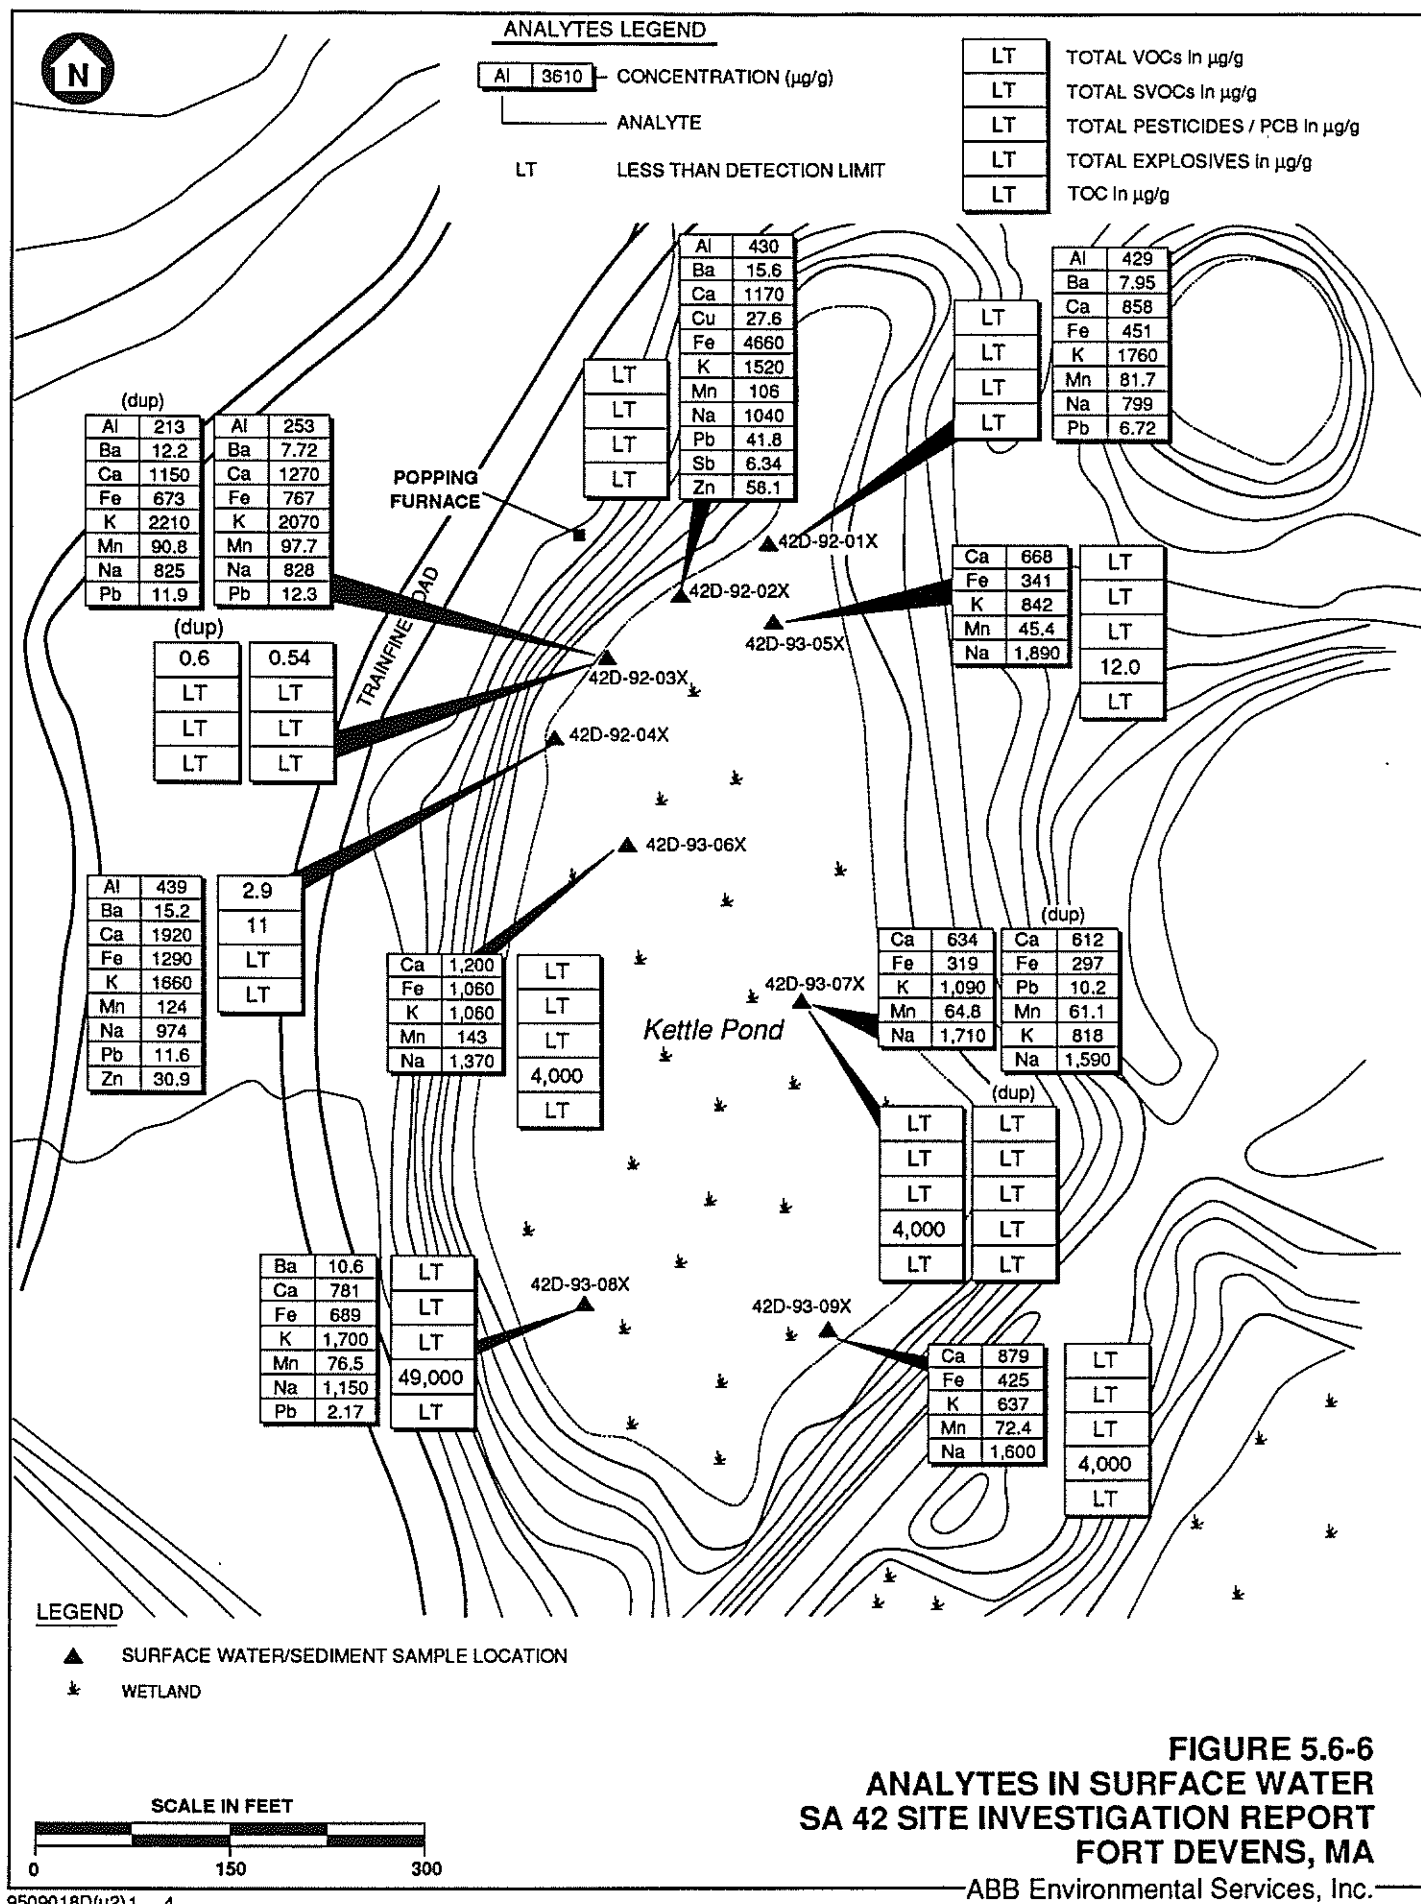 N
ANALYTES LEGEND
Al 3610 CONCENTRATION (µg/g)
ANALYTE
LT LESS THAN DETECTION LIMIT
LT TOTAL VOCs in µg/g
LT TOTAL SVOCs in µg/g
LT TOTAL PESTICIDES / PCB in µg/g
LT TOTAL EXPLOSIVES in µg/g
LT TOC in µg/g
Al 430
Ba 15.6
Ca 1170
Cu 27.6
Fe 4660
K 1520
Mn 106
Na 1040
Pb 41.8
Sb 6.34
Zn 58.1
LT
LT
LT
LT
LT
LT
LT
LT
Al 429
Ba 7.95
Ca 858
Fe 451
K 1760
Mn 81.7
Na 799
Pb 6.72
(dup)
Al 213
Ba 12.2
Ca 1150
Fe 673
K 2210
Mn 90.8
Na 825
Pb 11.9
Al 253
Ba 7.72
Ca 1270
Fe 767
K 2070
Mn 97.7
Na 828
Pb 12.3
POPPING
FURNACE
TRAINFINE ROAD
42D-92-01X
42D-92-02X
42D-93-05X
42D-92-03X
42D-92-04X
42D-93-06X
Ca 668
Fe 341
K 842
Mn 45.4
Na 1,890
LT
LT
LT
12.0
LT
(dup)
0.6 0.54
LT LT
LT LT
LT LT
Al 439
Ba 15.2
Ca 1920
Fe 1290
K 1660
Mn 124
Na 974
Pb 11.6
Zn 30.9
2.9
11
LT
LT
Ca 1,200
Fe 1,060
K 1,060
Mn 143
Na 1,370
LT
LT
LT
4,000
LT
42D-93-07X
Kettle Pond
Ca 634
Fe 319
K 1,090
Mn 64.8
Na 1,710
(dup)
Ca 612
Fe 297
Pb 10.2
Mn 61.1
K 818
Na 1,590
(dup)
LT LT
LT LT
LT LT
4,000 LT
LT LT
Ba 10.6
Ca 781
Fe 689
K 1,700
Mn 76.5
Na 1,150
Pb 2.17
LT
LT
LT
49,000
LT
42D-93-08X
42D-93-09X
Ca 879
Fe 425
K 637
Mn 72.4
Na 1,600
LT
LT
LT
4,000
LT
LEGEND
SURFACE WATER/SEDIMENT SAMPLE LOCATION
WETLAND
SCALE IN FEET
0 150 300
FIGURE 5.6-6
ANALYTES IN SURFACE WATER
SA 42 SITE INVESTIGATION REPORT
FORT DEVENS, MA
ABB Environmental Services, Inc.